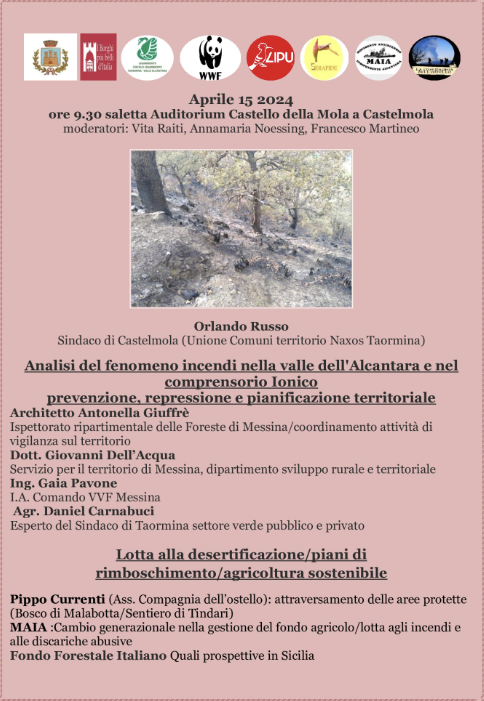 I Borghi
più belli
d'Italia
WWF
LIPU
MAIA
Aprile 15 2024
ore 9.30 saletta Auditorium Castello della Mola a Castelmola
moderatori: Vita Raiti, Annamaria Noessing, Francesco Martineo
Orlando Russo
Sindaco di Castelmola (Unione Comuni territorio Naxos Taormina)
Analisi del fenomeno incendi nella valle dell'Alcantara e nel
comprensorio Ionico
prevenzione, repressione e pianificazione territoriale
Architetto Antonella Giuffrè
Ispettorato ripartimentale delle Foreste di Messina/coordinamento attività di
vigilanza sul territorio
Dott. Giovanni Dell’Acqua
Servizio per il territorio di Messina, dipartimento sviluppo rurale e territoriale
Ing. Gaia Pavone
I.A. Comando VVF Messina
Agr. Daniel Carnabuci
Esperto del Sindaco di Taormina settore verde pubblico e privato
Lotta alla desertificazione/piani di
rimboschimento/agricoltura sostenibile
Pippo Currenti (Ass. Compagnia dell’ostello): attraversamento delle aree protette
(Bosco di Malabotta/Sentiero di Tindari)
MAIA :Cambio generazionale nella gestione del fondo agricolo/lotta agli incendi e
alle discariche abusive
Fondo Forestale Italiano Quali prospettive in Sicilia